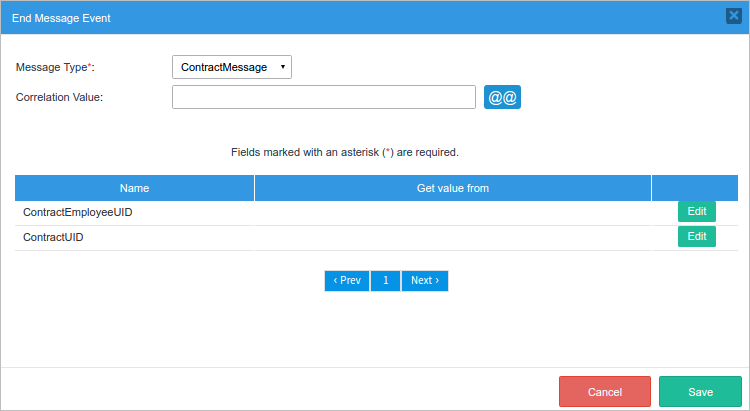 End Message Event
Message Type*: ContractMessage
Correlation Value: @@
Fields marked with an asterisk (*) are required.
Name Get value from
ContractEmployeeUID Edit
ContractUID Edit
‹ Prev 1 Next ›
Cancel Save